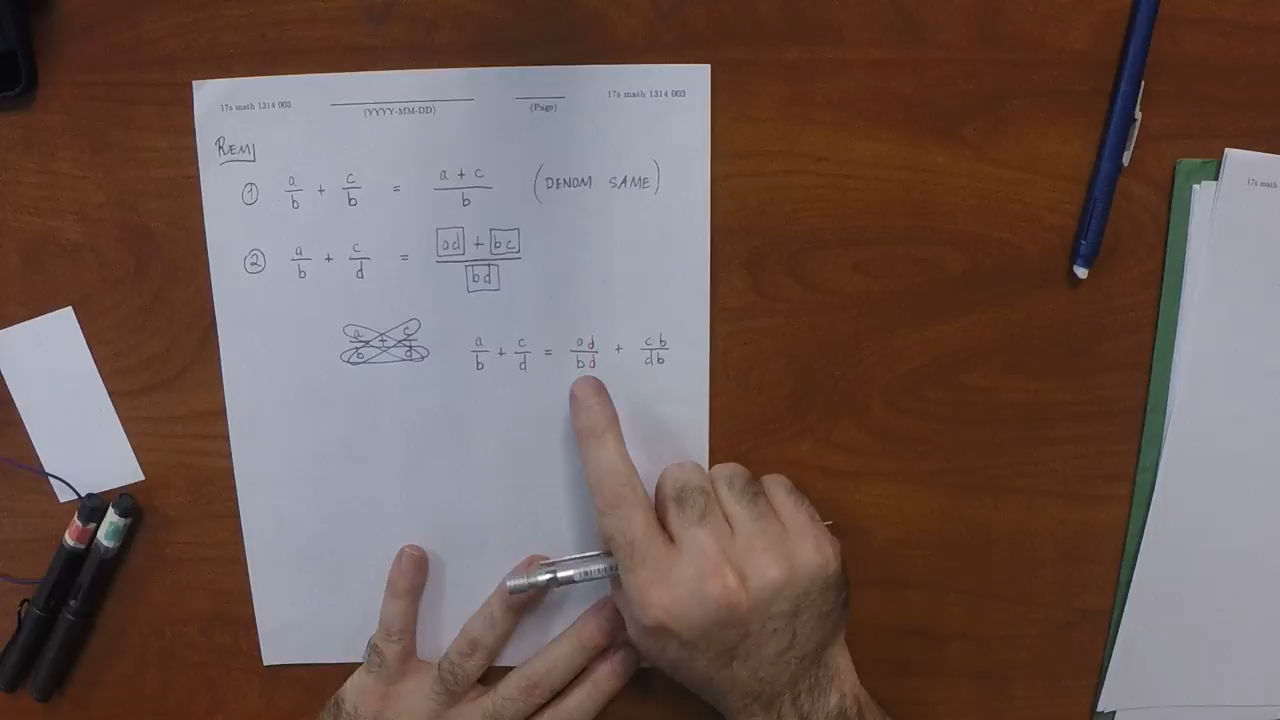 17s math 1314 003 (YYYY-MM-DD) (Page) 17s math 1314 003
REM
① a/b + c/b = (a + c)/b (DENOM SAME)
② a/b + c/d = (ad + bc)/bd
a/b + c/d a/b + c/d = ad/bd + cb/db
17s math